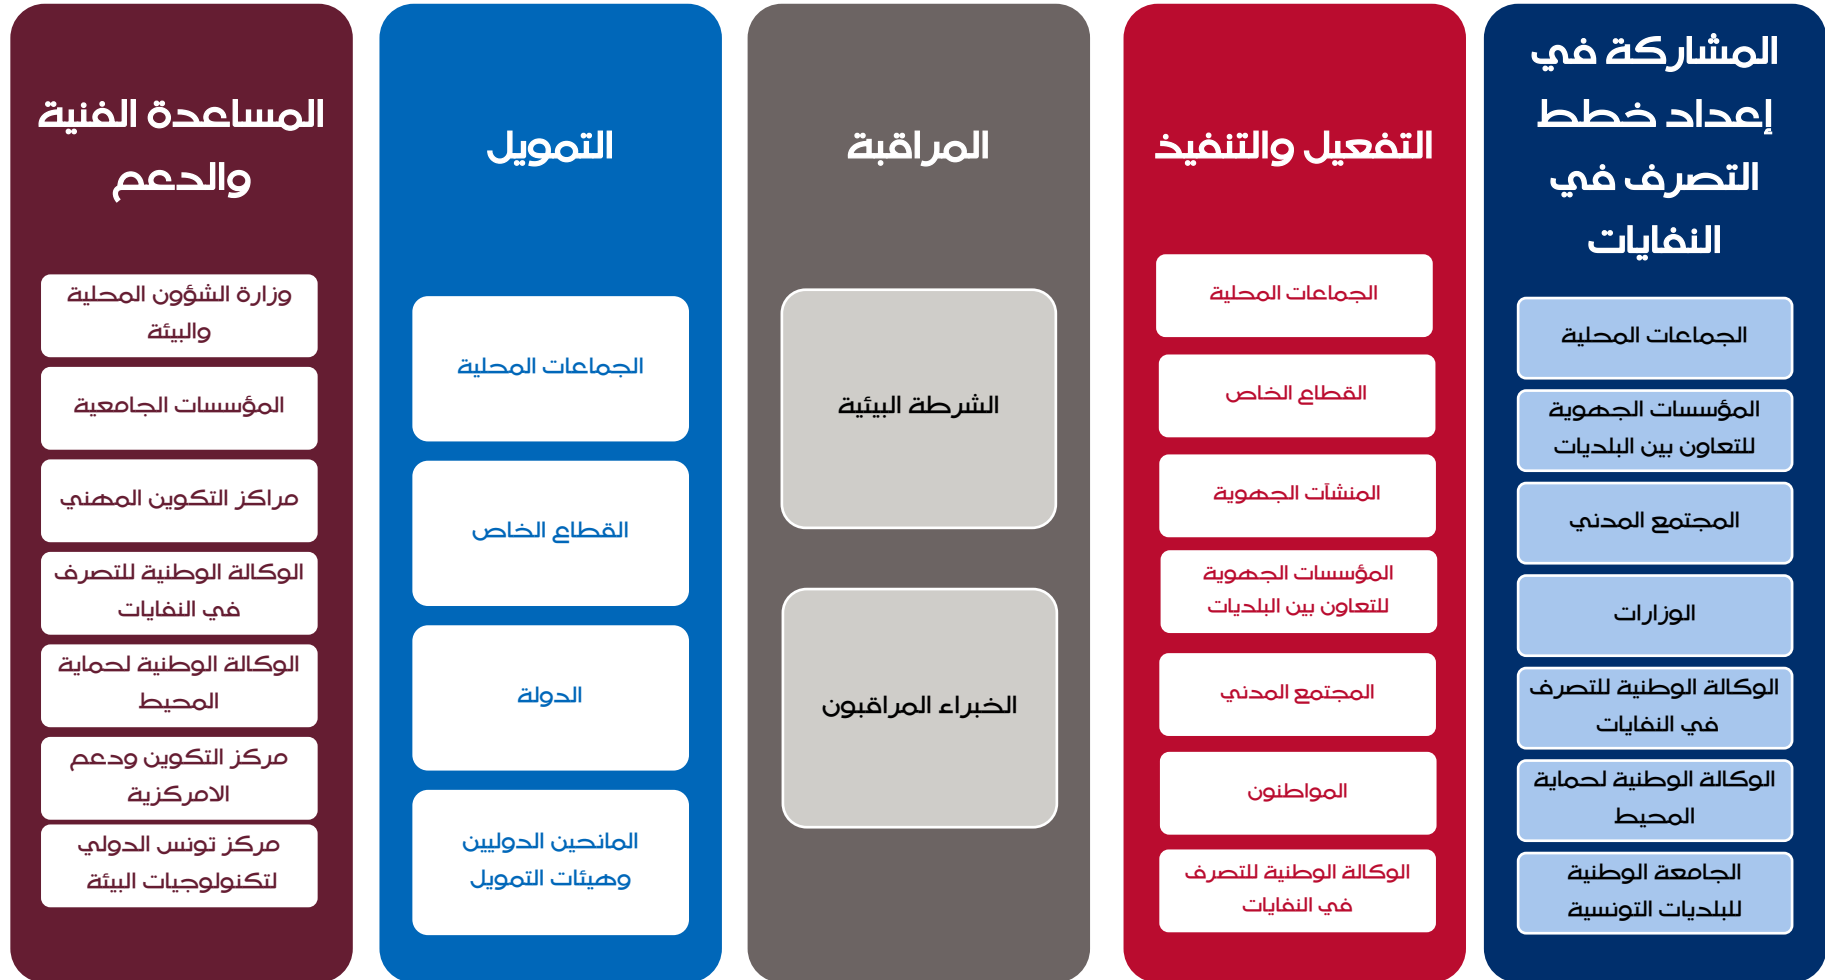 المشاركة في
إعداد خطط
التصرف في
النفايات
الجماعات المحلية
المؤسسات الجهوية
للتعاون بين البلديات
المجتمع المدني
الوزارات
الوكالة الوطنية للتصرف
في النفايات
الوكالة الوطنية لحماية
المحيط
الجامعة الوطنية
للبلديات التونسية
التفعيل والتنفيذ
الجماعات المحلية
القطاع الخاص
المنشآت الجهوية
المؤسسات الجهوية
للتعاون بين البلديات
المجتمع المدني
المواطنون
الوكالة الوطنية للتصرف
في النفايات
المراقبة
الشرطة البيئية
الخبراء المراقبون
التمويل
الجماعات المحلية
القطاع الخاص
الدولة
المانحين الدوليين
وهيئات التمويل
المساعدة الفنية
والدعم
وزارة الشؤون المحلية
والبيئة
المؤسسات الجامعية
مراكز التكوين المهني
الوكالة الوطنية للتصرف
في النفايات
الوكالة الوطنية لحماية
المحيط
مركز التكوين ودعم
الامركزية
مركز تونس الدولي
لتكنولوجيات البيئة